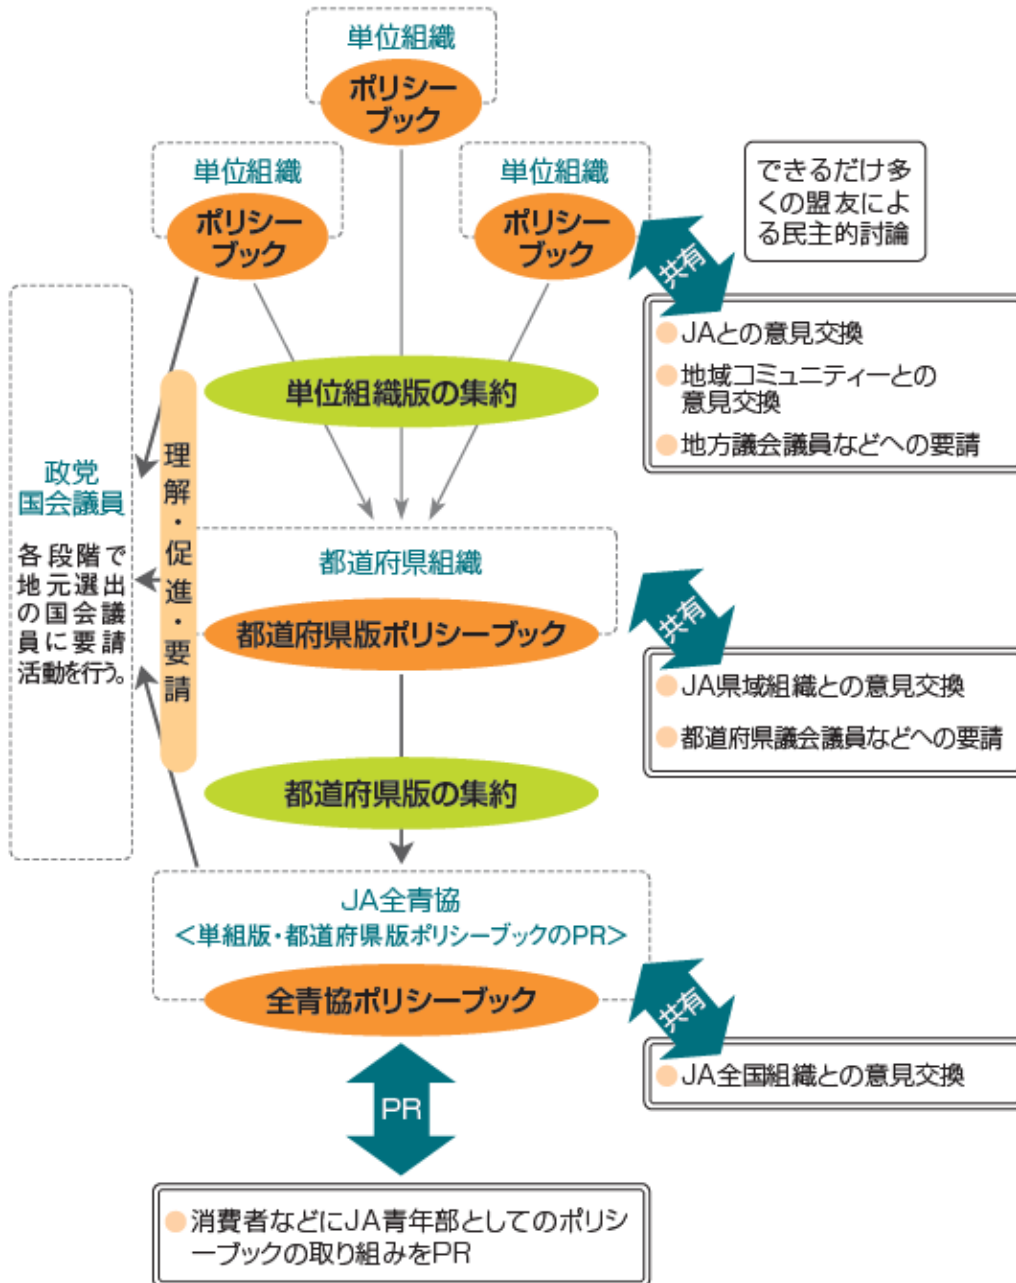 単位組織
ポリシー
ブック
単位組織
ポリシー
ブック
単位組織
ポリシー
ブック
できるだけ多
くの盟友によ
る民主的討論
共有
JAとの意見交換
地域コミュニティーとの
意見交換
地方議会議員などへの要請
単位組織版の集約
政党
国会議員
各段階で
地元選出
の国会議
員に要請
活動を行う。
理解・促進・要請
都道府県組織
都道府県版ポリシーブック
共有
JA県域組織との意見交換
都道府県議会議員などへの要請
都道府県版の集約
JA全青協
＜単組版・都道府県版ポリシーブックのPR＞
全青協ポリシーブック
共有
JA全国組織との意見交換
PR
消費者などにJA青年部としてのポリシ
ーブックの取り組みをPR